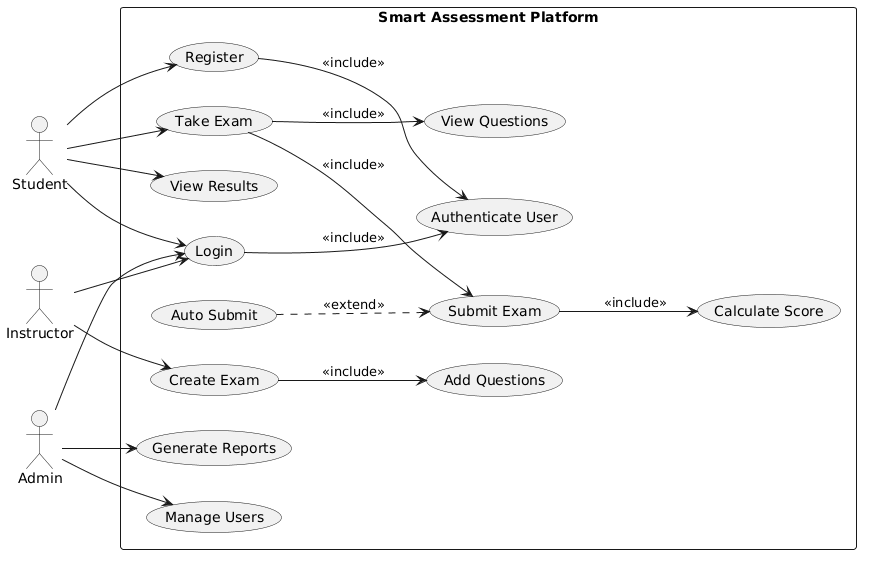 Smart Assessment Platform
Register
«include»
Take Exam
«include»
View Questions
«include»
Student
View Results
Authenticate User
Login
«include»
Instructor
Auto Submit
«extend»
Submit Exam
«include»
Calculate Score
Create Exam
«include»
Add Questions
Admin
Generate Reports
Manage Users